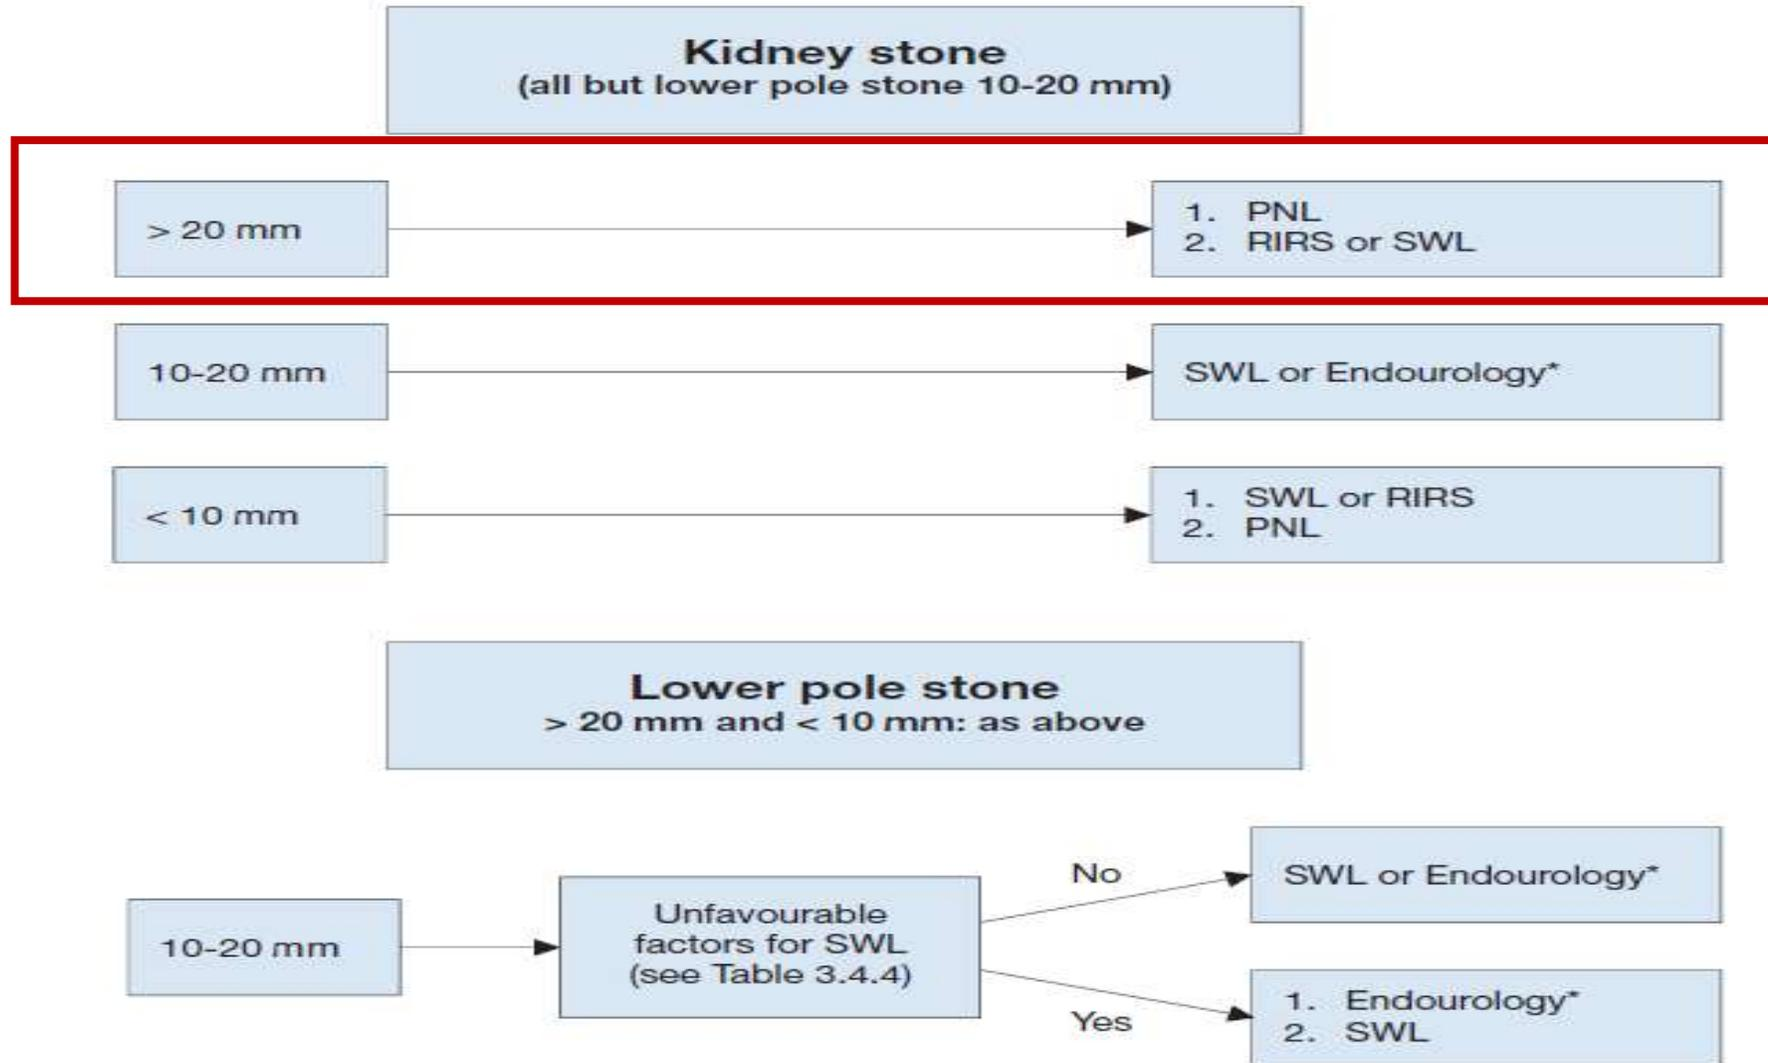 Kidney stone
(all but lower pole stone 10-20 mm)
> 20 mm
1. PNL
2. RIRS or SWL
10-20 mm
SWL or Endourology*
< 10 mm
1. SWL or RIRS
2. PNL
Lower pole stone
> 20 mm and < 10 mm: as above
10-20 mm
Unfavourable
factors for SWL
(see Table 3.4.4)
No
SWL or Endourology*
Yes
1. Endourology*
2. SWL